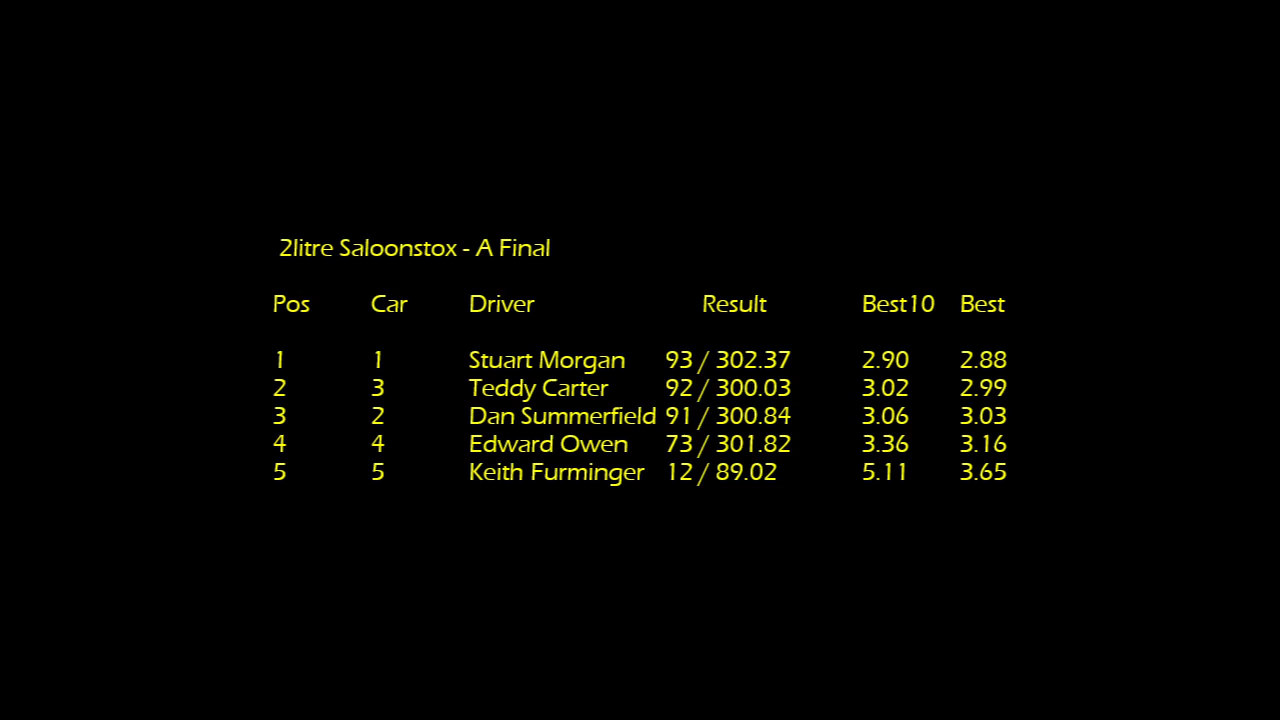 2litre Saloonstox - A Final
Pos Car Driver Result Best10 Best
1 1 Stuart Morgan 93 / 302.37 2.90 2.88
2 3 Teddy Carter 92 / 300.03 3.02 2.99
3 2 Dan Summerfield 91 / 300.84 3.06 3.03
4 4 Edward Owen 73 / 301.82 3.36 3.16
5 5 Keith Furminger 12 / 89.02 5.11 3.65